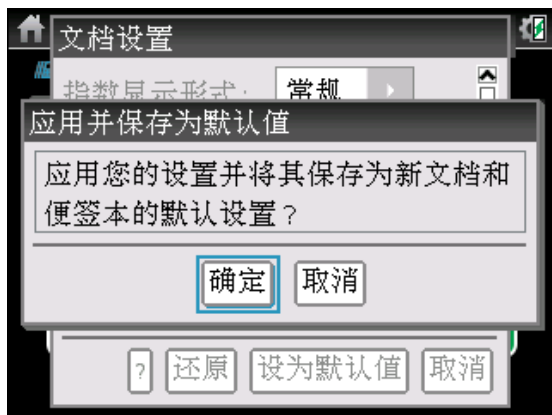 文档设置
指数显示形式： 常规
应用并保存为默认值
应用您的设置并将其保存为新文档和
便签本的默认设置？
确定 取消
? 还原 设为默认值 取消